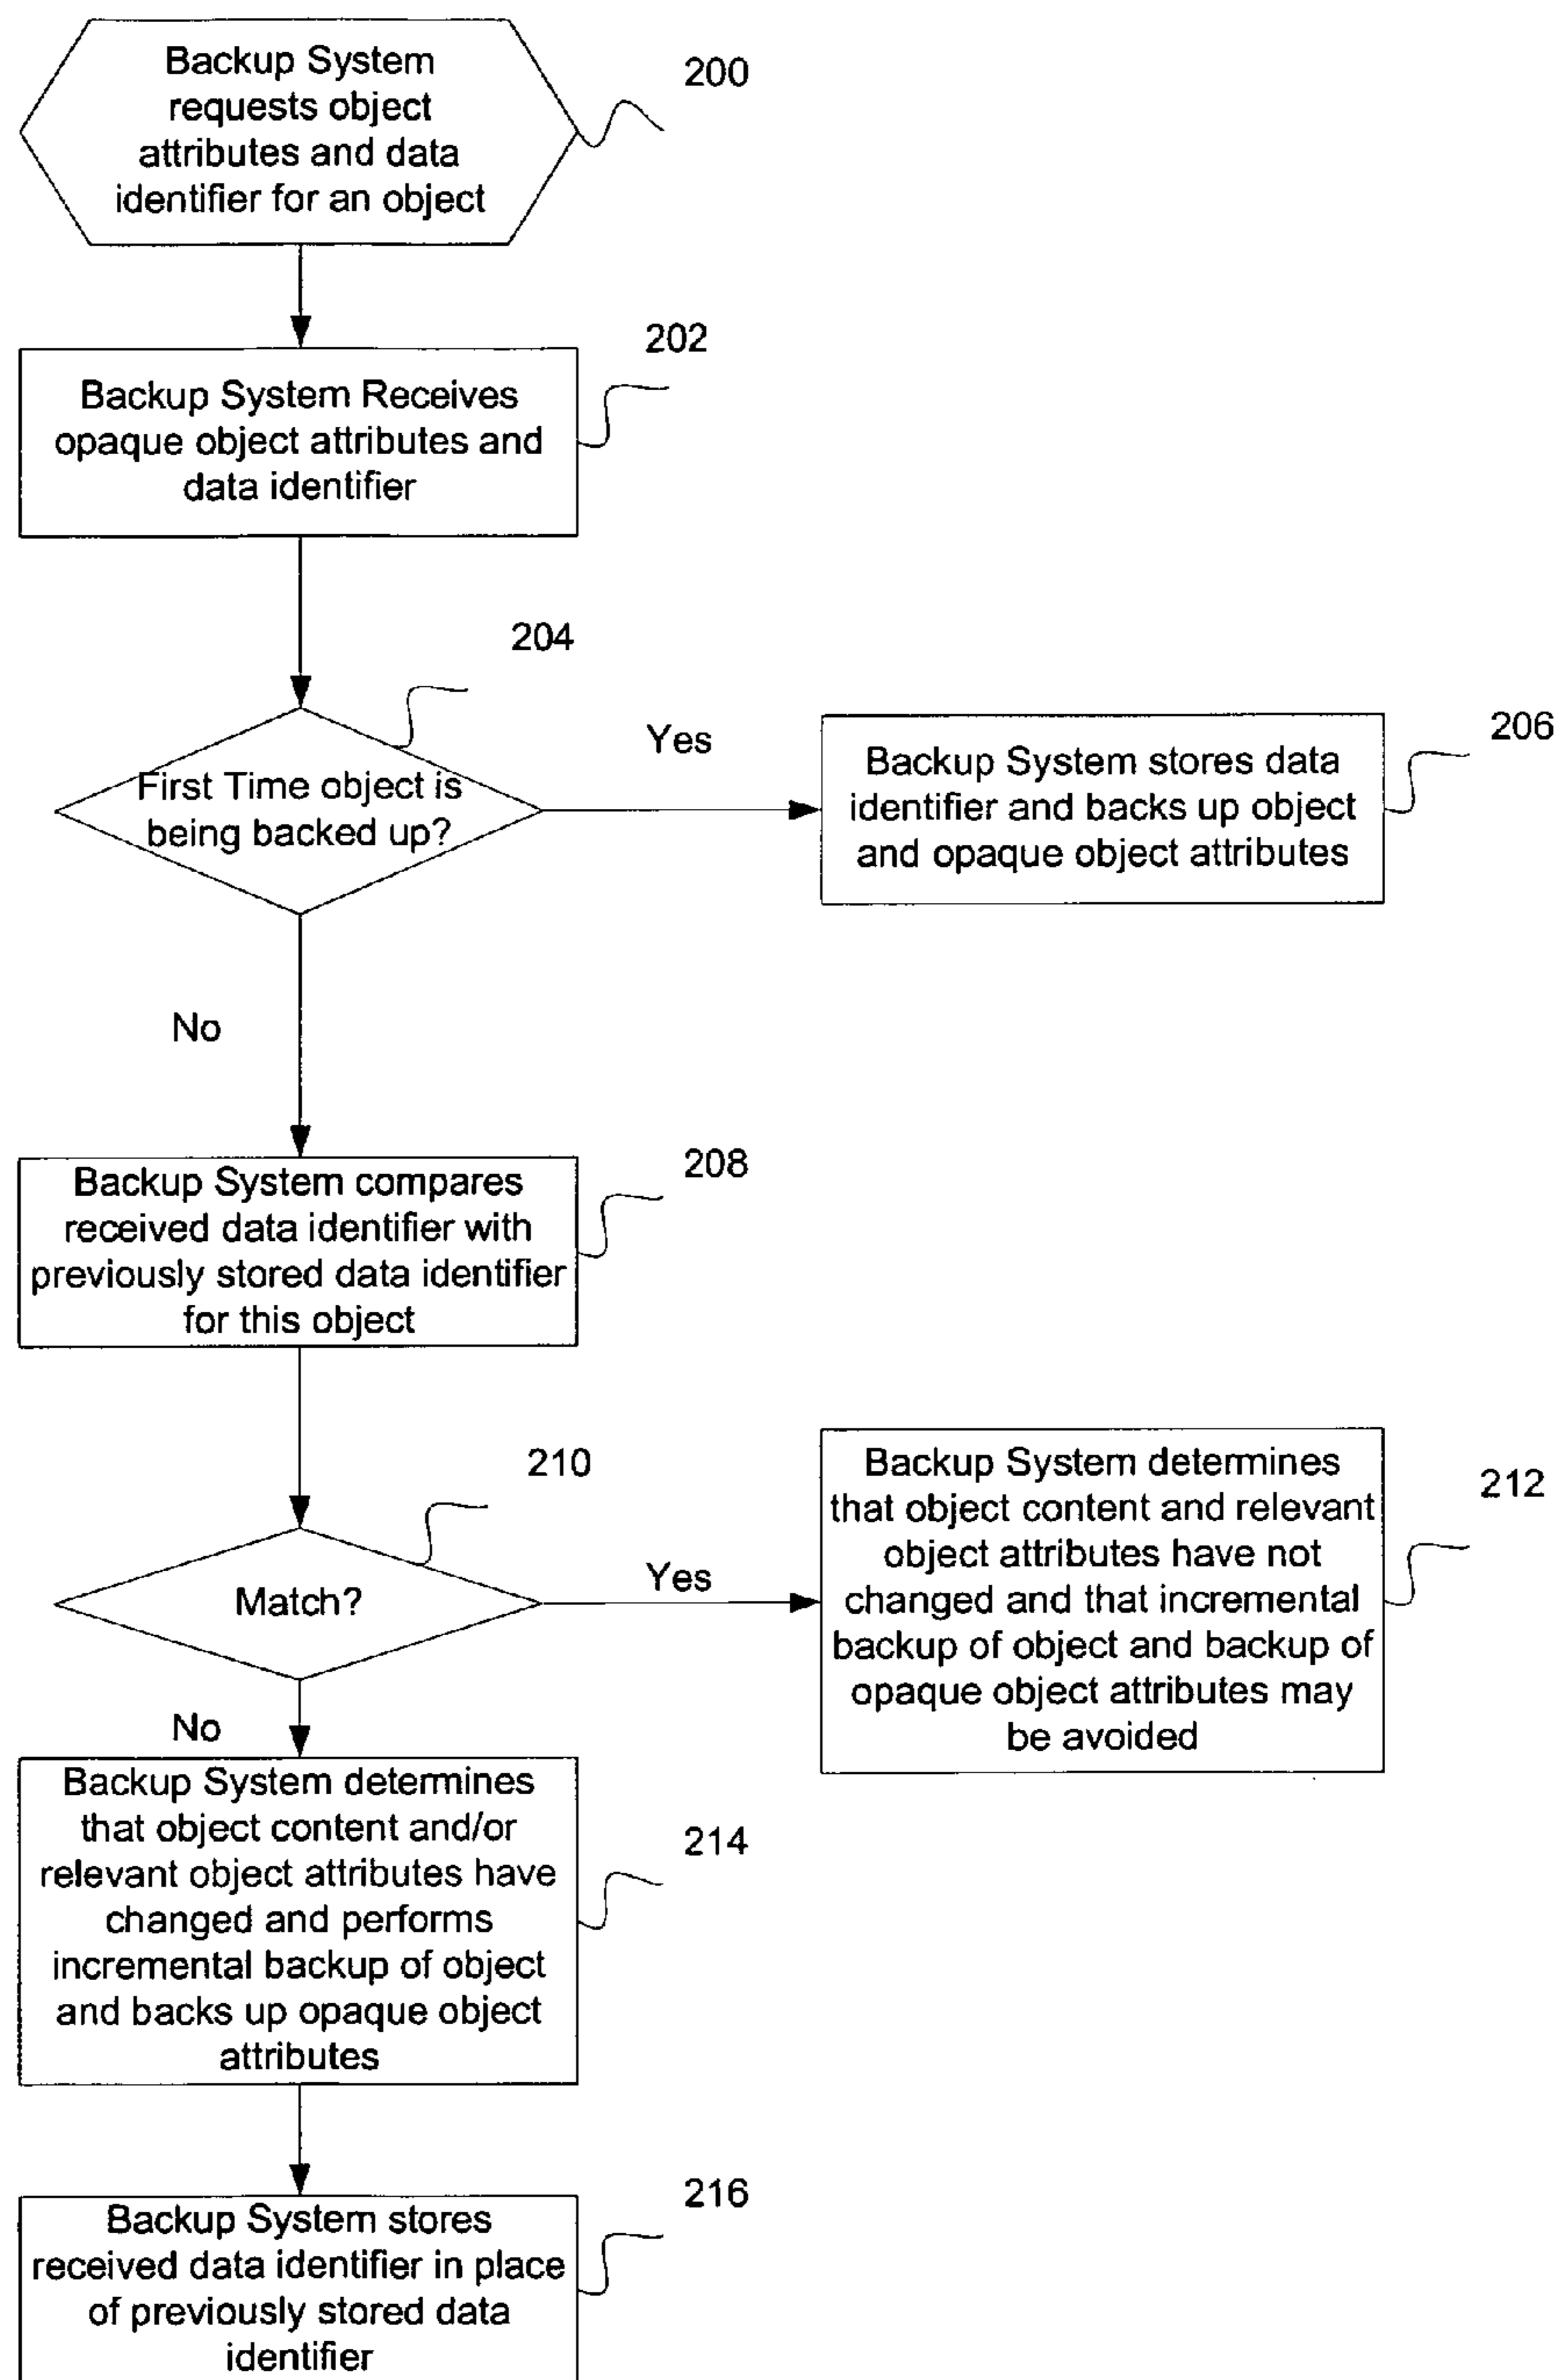 Backup System
requests object
attributes and data
identifier for an object
200
Backup System Receives
opaque object attributes and
data identifier
202
204
First Time object is
being backed up?
Yes
Backup System stores data
identifier and backs up object
and opaque object attributes
206
No
Backup System compares
received data identifier with
previously stored data identifier
for this object
208
210
Match?
Yes
Backup System determines
that object content and relevant
object attributes have not
changed and that incremental
backup of object and backup of
opaque object attributes may
be avoided
212
No
Backup System determines
that object content and/or
relevant object attributes have
changed and performs
incremental backup of object
and backs up opaque object
attributes
214
Backup System stores
received data identifier in place
of previously stored data
identifier
216